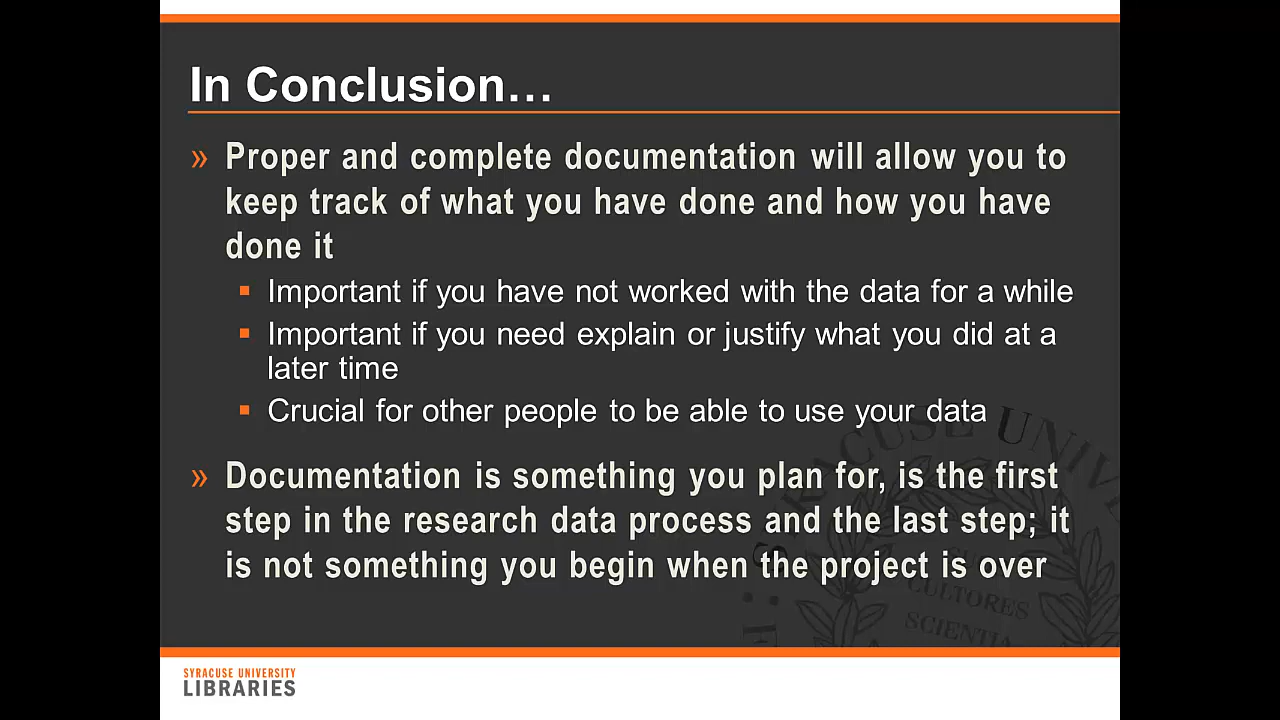 In Conclusion…
» Proper and complete documentation will allow you to
keep track of what you have done and how you have
done it
▪ Important if you have not worked with the data for a while
▪ Important if you need explain or justify what you did at a
later time
▪ Crucial for other people to be able to use your data
» Documentation is something you plan for, is the first
step in the research data process and the last step; it
is not something you begin when the project is over
CULTORES
SCIENTIA
SYRACUSE UNIVERSITY
LIBRARIES